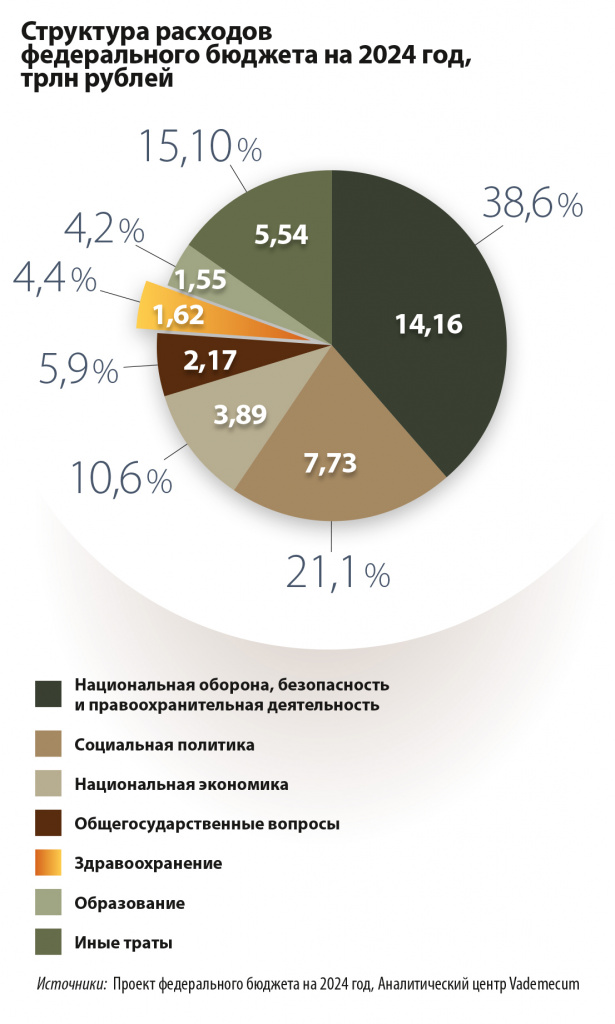 Структура расходов
федерального бюджета на 2024 год,
трлн рублей
15,10 %
38,6 %
4,2 %
5,54
4,4 %
1,55
1,62
14,16
5,9 %
2,17
3,89
7,73
10,6 %
21,1 %
Национальная оборона, безопасность
и правоохранительная деятельность
Социальная политика
Национальная экономика
Общегосударственные вопросы
Здравоохранение
Образование
Иные траты
Источники: Проект федерального бюджета на 2024 год, Аналитический центр Vademecum